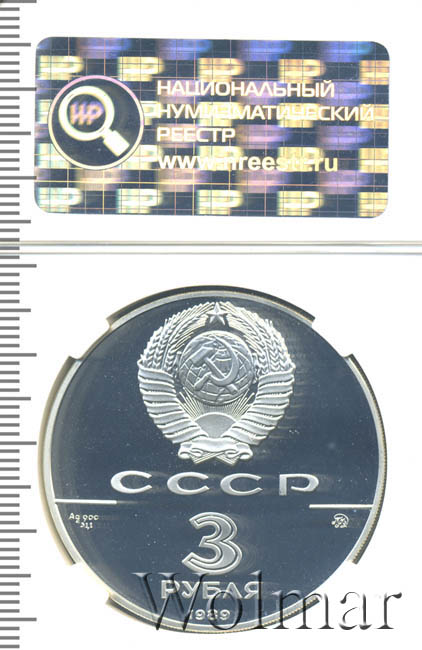 НР
НАЦИОНАЛЬНЫЙ
НУМИЗМАТИЧЕСКИЙ
РЕЕСТР
www.nreestr.ru
СССР
Ag 900
3
РУБЛЯ
1989
Wolmar